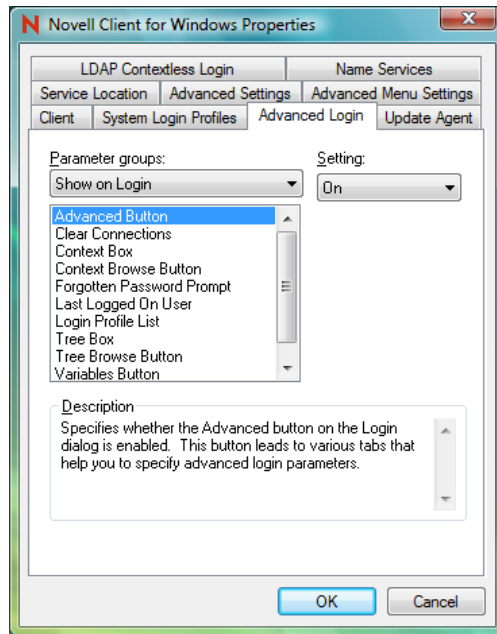 Novell Client for Windows Properties
LDAP Contextless Login Name Services
Service Location Advanced Settings Advanced Menu Settings
Client System Login Profiles Advanced Login Update Agent
Parameter groups: Setting:
Show on Login On
Advanced Button
Clear Connections
Context Box
Context Browse Button
Forgotten Password Prompt
Last Logged On User
Login Profile List
Tree Box
Tree Browse Button
Variables Button
Description
Specifies whether the Advanced button on the Login
dialog is enabled. This button leads to various tabs that
help you to specify advanced login parameters.
OK Cancel